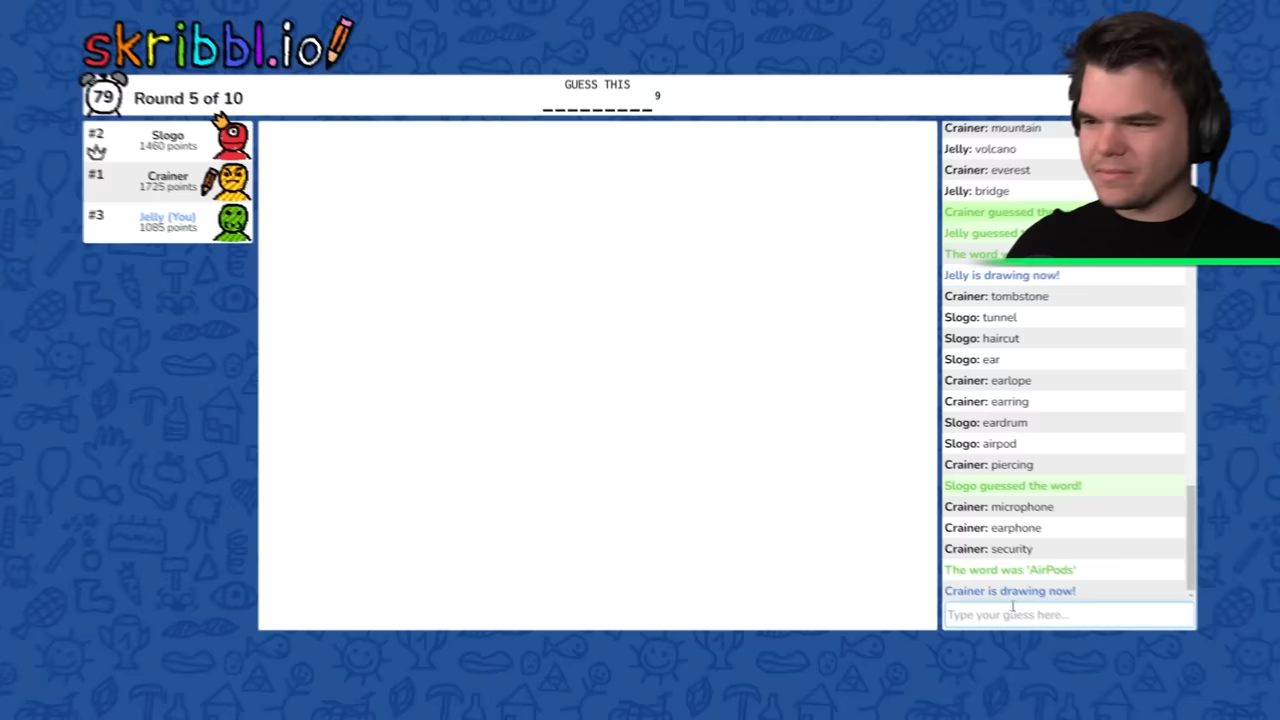 skribbl.io
79
Round 5 of 10
GUESS THIS
_________ 9
#2
Slogo
1460 points
#1
Crainer
1725 points
#3
Jelly (You)
1085 points
Crainer: mountain
Jelly: volcano
Crainer: everest
Jelly: bridge
Crainer guessed the
Jelly guessed
The word
Jelly is drawing now!
Crainer: tombstone
Slogo: tunnel
Slogo: haircut
Slogo: ear
Crainer: earlope
Crainer: earring
Slogo: eardrum
Slogo: airpod
Crainer: piercing
Slogo guessed the word!
Crainer: microphone
Crainer: earphone
Crainer: security
The word was 'AirPods'
Crainer is drawing now!
Type your guess here...